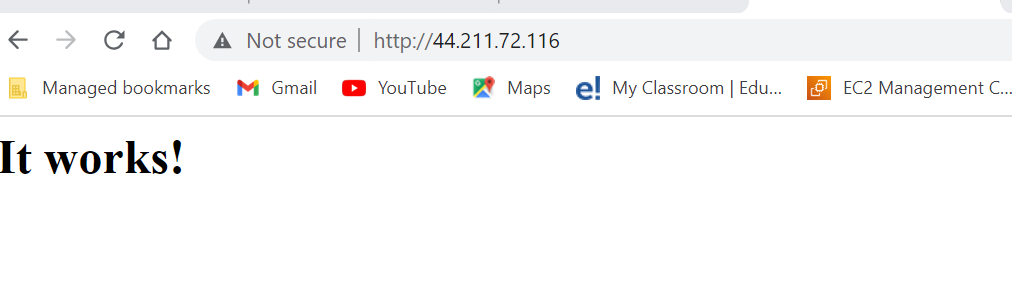 Not secure | http://44.211.72.116
Managed bookmarks Gmail YouTube Maps e! My Classroom | Edu... EC2 Management C...
It works!